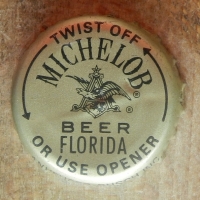 TWIST OFF
MICHELOB
®
BEER
FLORIDA
OR USE OPENER